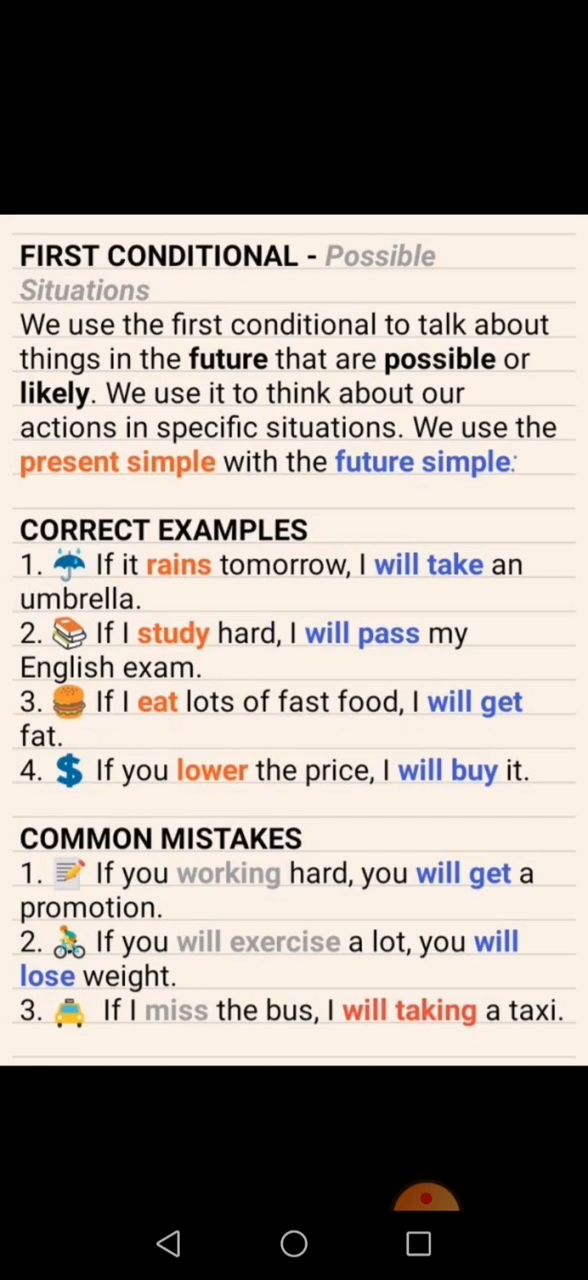 FIRST CONDITIONAL - Possible
Situations
We use the first conditional to talk about
things in the future that are possible or
likely. We use it to think about our
actions in specific situations. We use the
present simple with the future simple:
CORRECT EXAMPLES
1. ☔ If it rains tomorrow, I will take an
umbrella.
2. 📚 If I study hard, I will pass my
English exam.
3. 🍔 If I eat lots of fast food, I will get
fat.
4. 💲 If you lower the price, I will buy it.
COMMON MISTAKES
1. 📝 If you working hard, you will get a
promotion.
2. 🚴 If you will exercise a lot, you will
lose weight.
3. 🚖 If I miss the bus, I will taking a taxi.